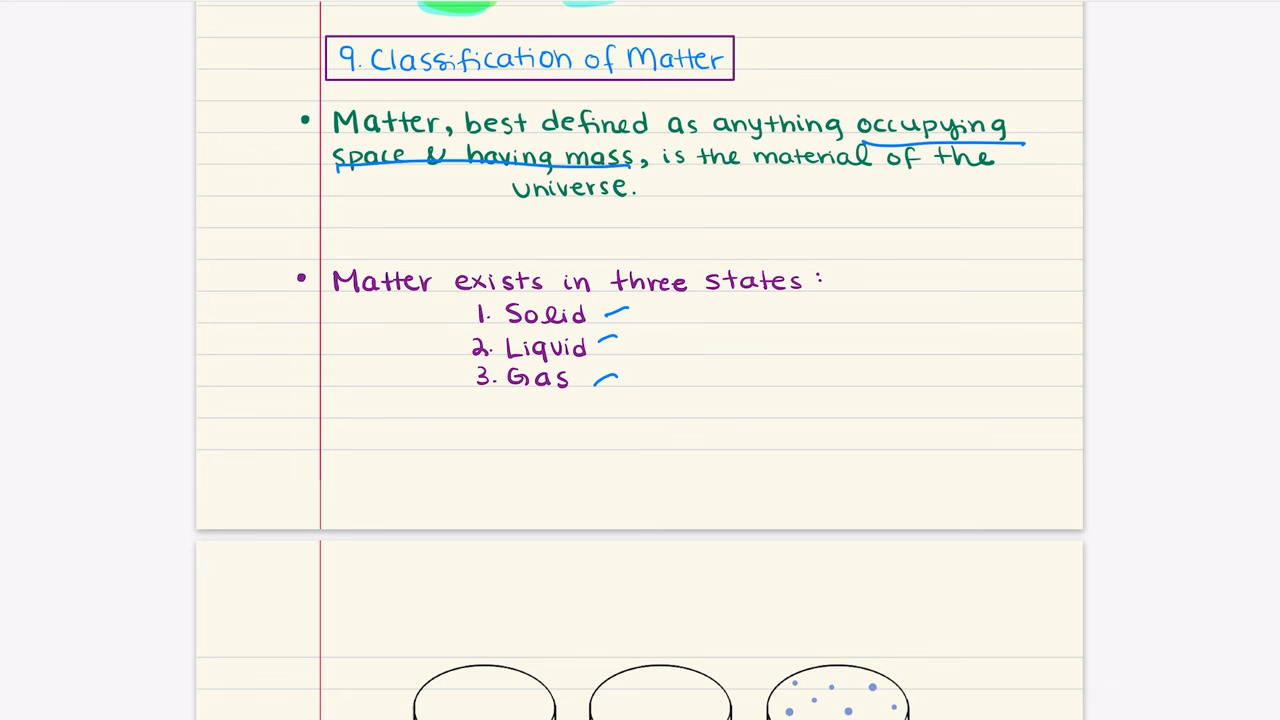 9. Classification of Matter
• Matter, best defined as anything occupying
space & having mass, is the material of the
universe.
• Matter exists in three states:
1. Solid
2. Liquid
3. Gas